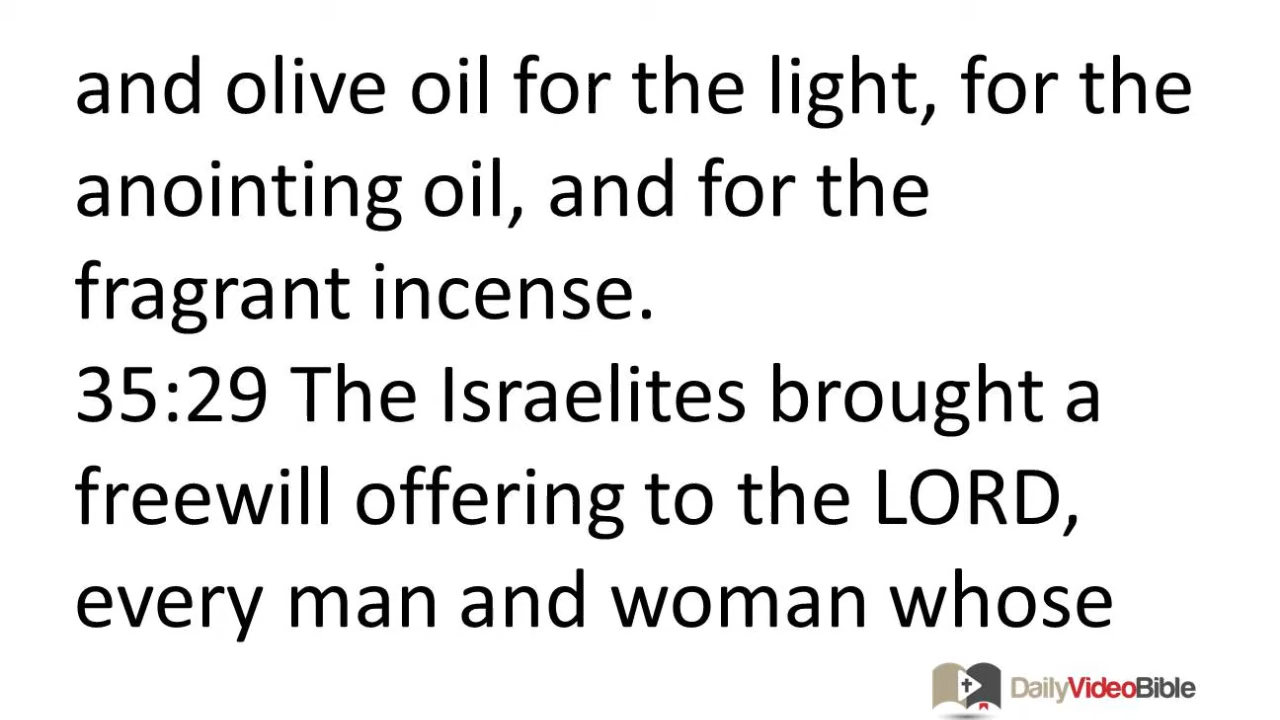 and olive oil for the light, for the
anointing oil, and for the
fragrant incense.
35:29 The Israelites brought a
freewill offering to the LORD,
every man and woman whose
DailyVideoBible